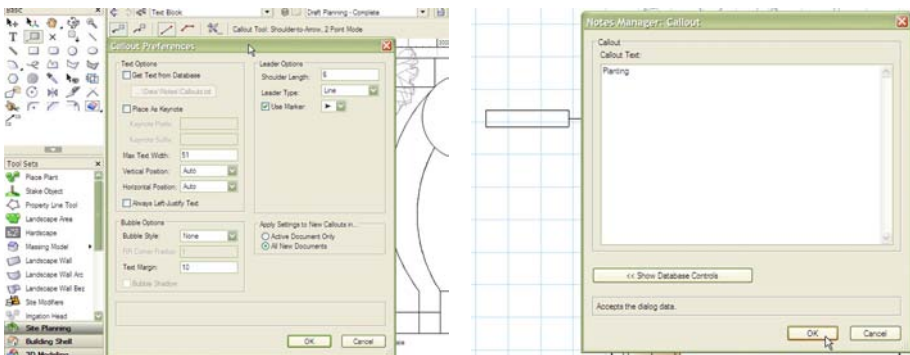 Basic
Text Block
Draft Planning - Complete
Callout Tool: Shoulder-to-Arrow, 2 Point Mode
Callout Preferences
Text Options
Get Text from Database
Place As Keynote
Keynote Prefix:
Keynote Suffix:
Max Text Width: 51
Vertical Position: Auto
Horizontal Position: Auto
Always Left-Justify Text
Leader Options
Shoulder Length: 6
Leader Type: Line
Use Marker:
Bubble Options
Bubble Style: None
Text Margin: 10
Bubble Shadow
Apply Settings to New Callouts in...
Active Document Only
All New Documents
OK
Cancel
Tool Sets
Place Plant
Stake Object
Property Line Tool
Landscape Area
Hardscape
Massing Model
Landscape Wall
Landscape Wall Arc
Landscape Wall Bez
Site Modifiers
Irrigation Head
Site Planning
Building Shell
3D Modeling
Notes Manager: Callout
Callout
Callout Text:
Planting
<< Show Database Controls
Accepts the dialog data.
OK
Cancel